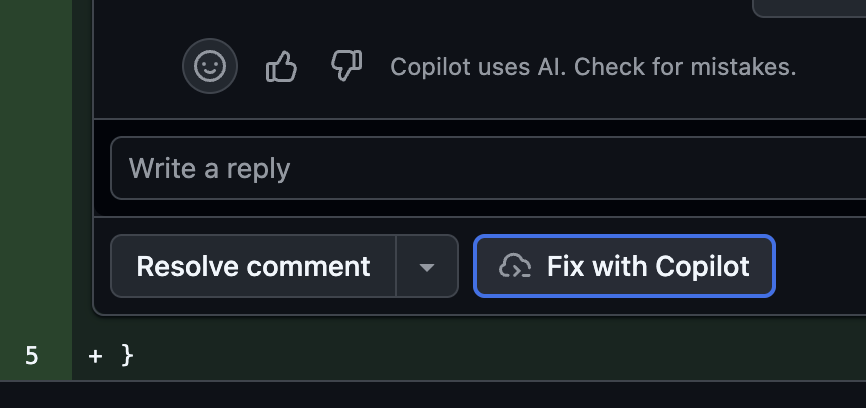 Copilot uses AI. Check for mistakes.
Write a reply
Resolve comment Fix with Copilot
5 + }